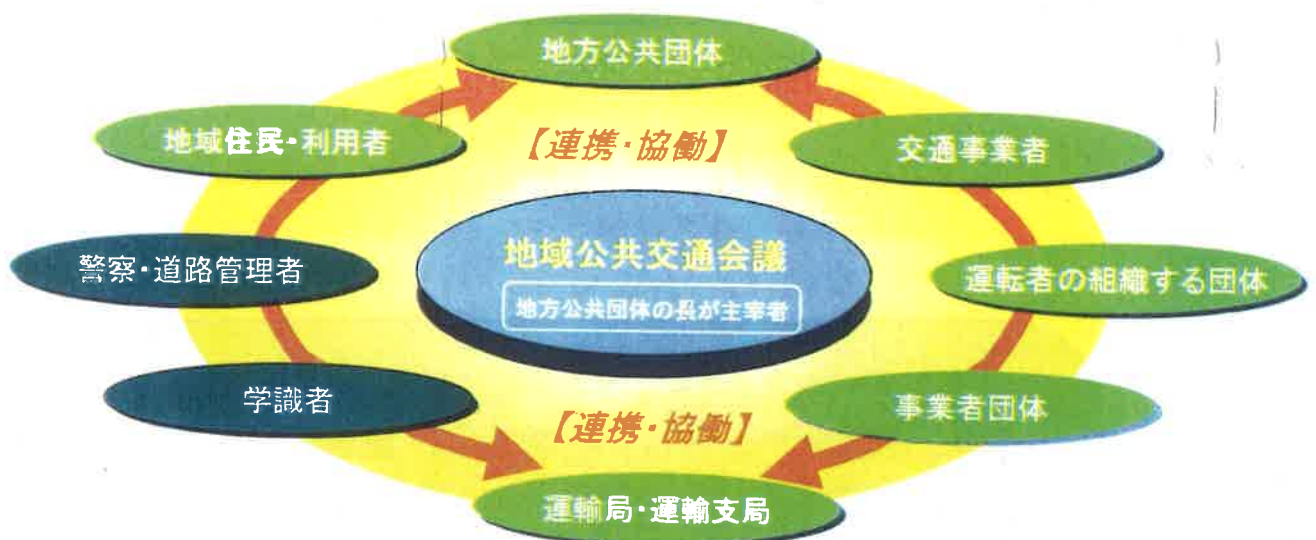 地方公共団体
地域住民・利用者
【連携・協働】
交通事業者
警察・道路管理者
地域公共交通会議
地方公共団体の長が主宰者
運転者の組織する団体
学識者
【連携・協働】
事業者団体
運輸局・運輸支局